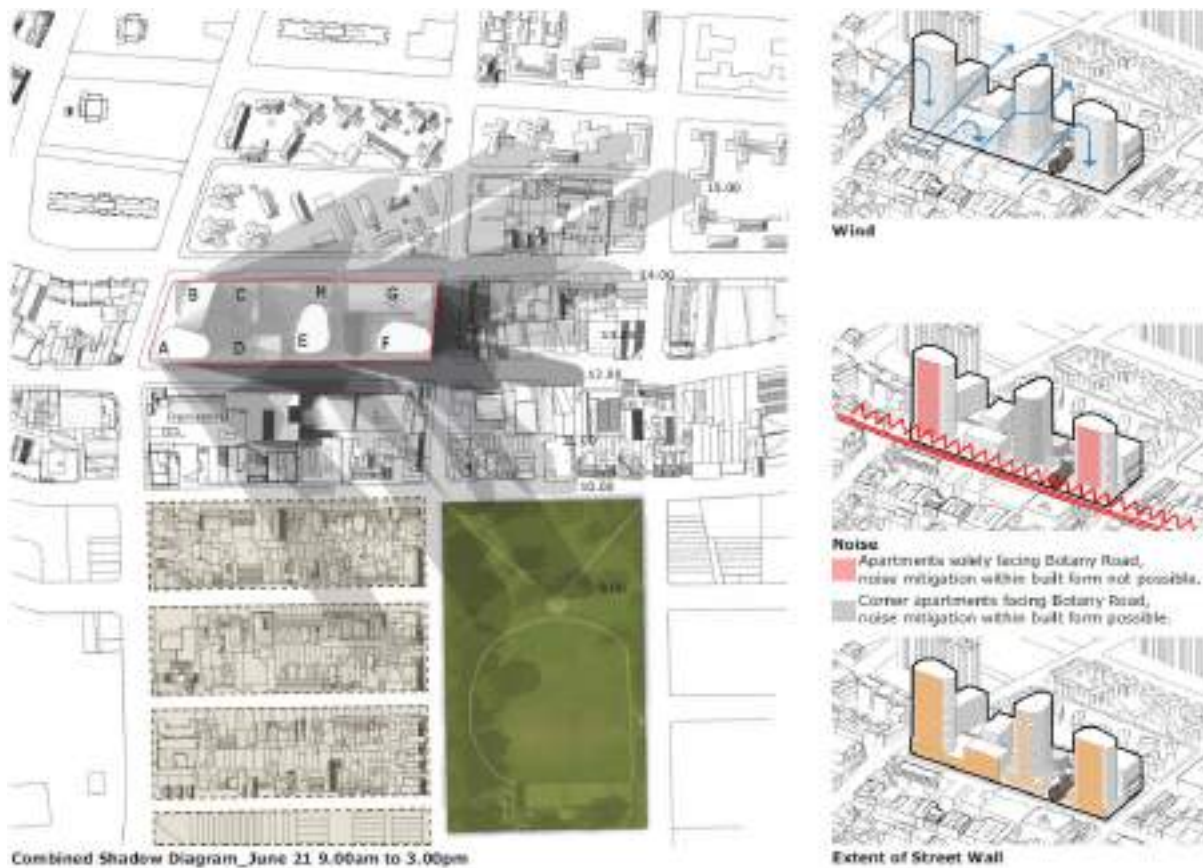 15.00
Wind
14.00
B
C
H
G
13.00
A
D
E
F
12.00
10.00
Noise
Apartments solely facing Botany Road,
noise mitigation within built form not possible.
Corner apartments facing Botany Road,
noise mitigation within built form possible.
Combined Shadow Diagram_June 21 9.00am to 3.00pm
Extent of Street Wall